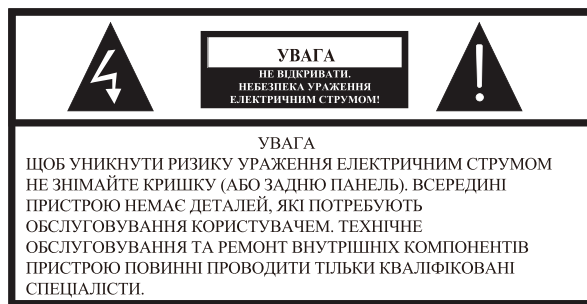 УВАГА
НЕ ВІДКРИВАТИ.
НЕБЕЗПЕКА УРАЖЕННЯ
ЕЛЕКТРИЧНИМ СТРУМОМ!
УВАГА
ЩОБ УНИКНУТИ РИЗИКУ УРАЖЕННЯ ЕЛЕКТРИЧНИМ СТРУМОМ
НЕ ЗНІМАЙТЕ КРИШКУ (АБО ЗАДНЮ ПАНЕЛЬ). ВСЕРЕДИНІ
ПРИСТРОЮ НЕМАЄ ДЕТАЛЕЙ, ЯКІ ПОТРЕБУЮТЬ
ОБСЛУГОВУВАННЯ КОРИСТУВАЧЕМ. ТЕХНІЧНЕ
ОБСЛУГОВУВАННЯ ТА РЕМОНТ ВНУТРІШНІХ КОМПОНЕНТІВ
ПРИСТРОЮ ПОВИННІ ПРОВОДИТИ ТІЛЬКИ КВАЛІФІКОВАНІ
СПЕЦІАЛІСТИ.